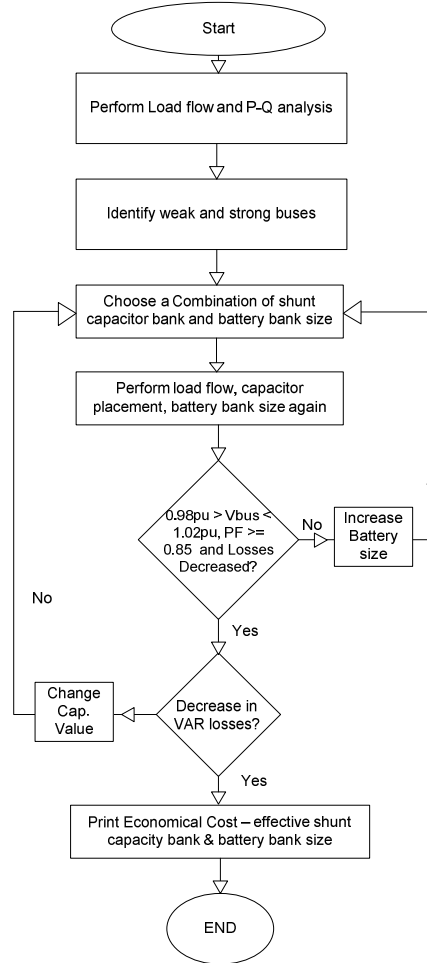 Start
Perform Load flow and P-Q analysis
Identify weak and strong buses
Choose a Combination of shunt
capacitor bank and battery bank size
Perform load flow, capacitor
placement, battery bank size again
0.98pu > Vbus <
1.02pu, PF >=
0.85 and Losses
Decreased?
No
Increase
Battery
size
No
Yes
Change
Cap.
Value
Decrease in
VAR losses?
Yes
Print Economical Cost – effective shunt
capacity bank & battery bank size
END